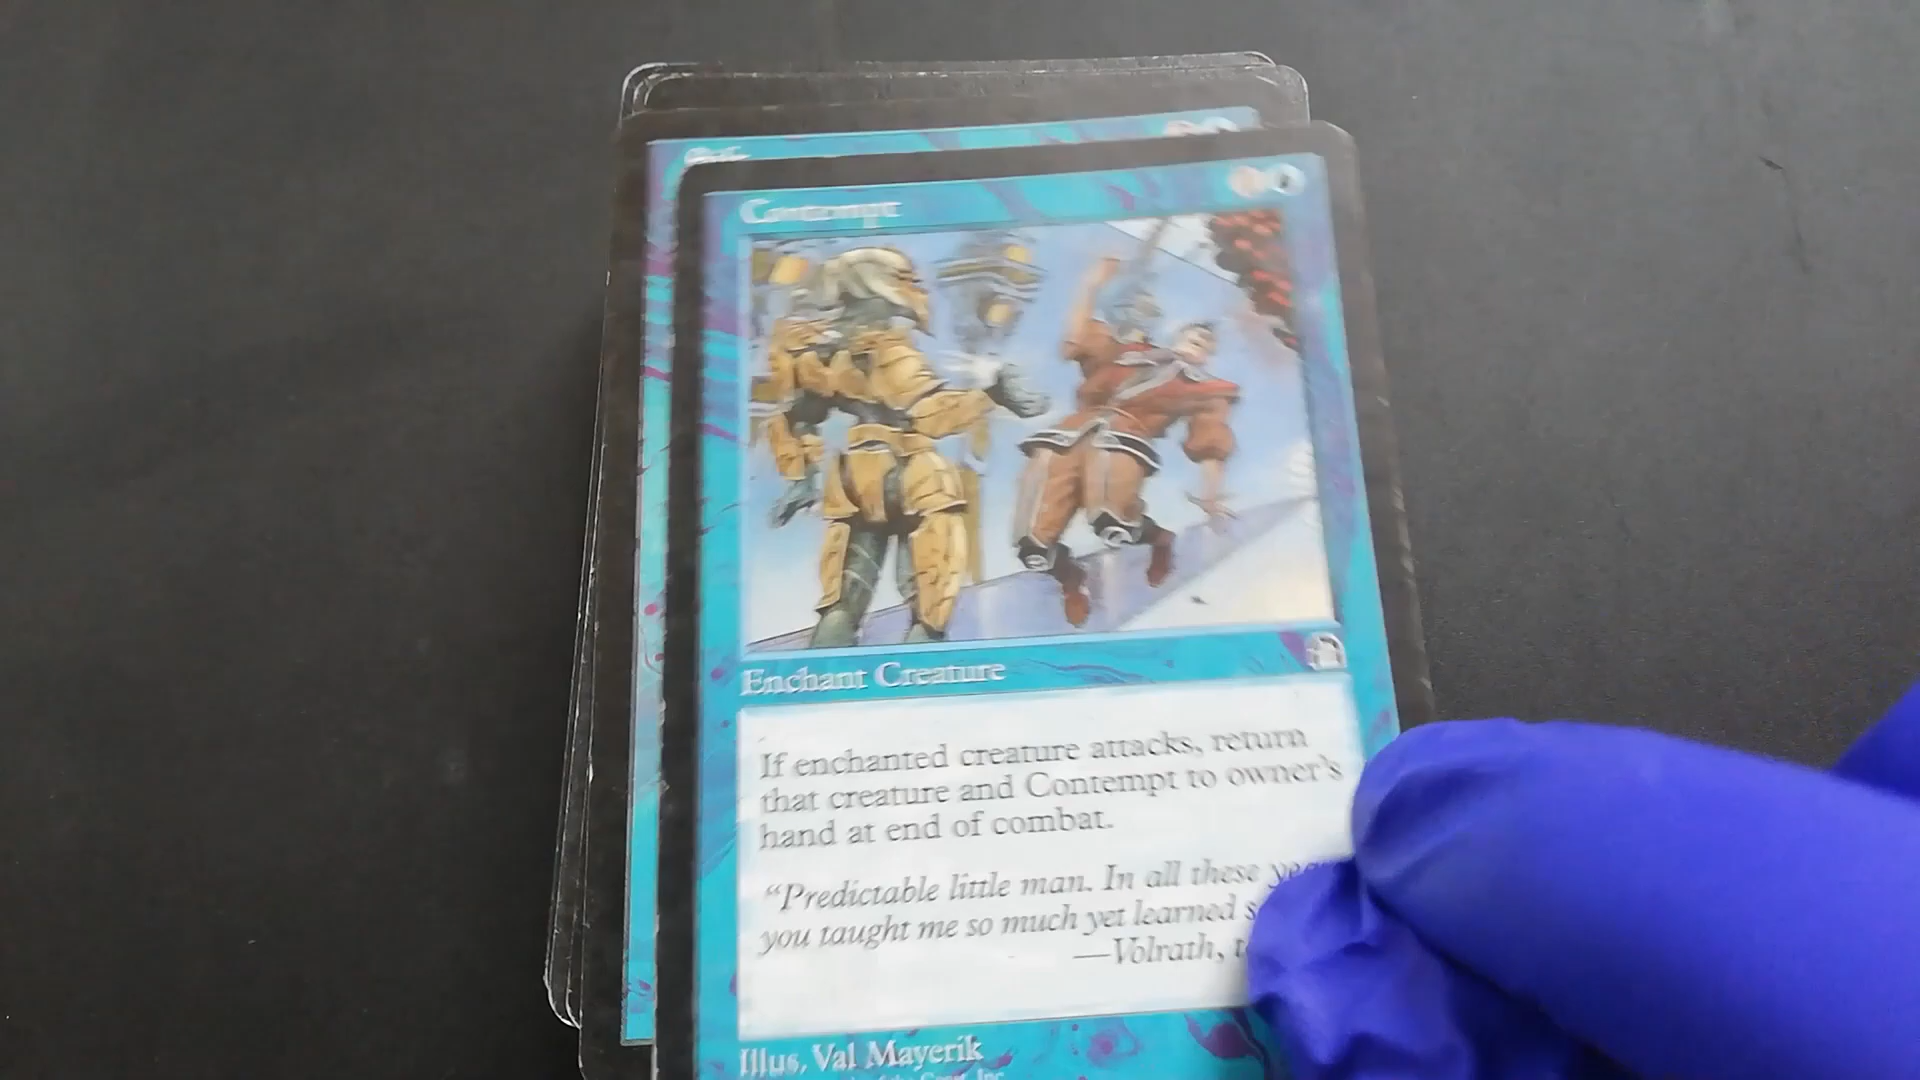 Contempt
Enchant Creature
If enchanted creature attacks, return
that creature and Contempt to owner's
hand at end of combat.
"Predictable little man. In all these
you taught me so much yet learned
—Volrath,
Illus. Val Mayerik